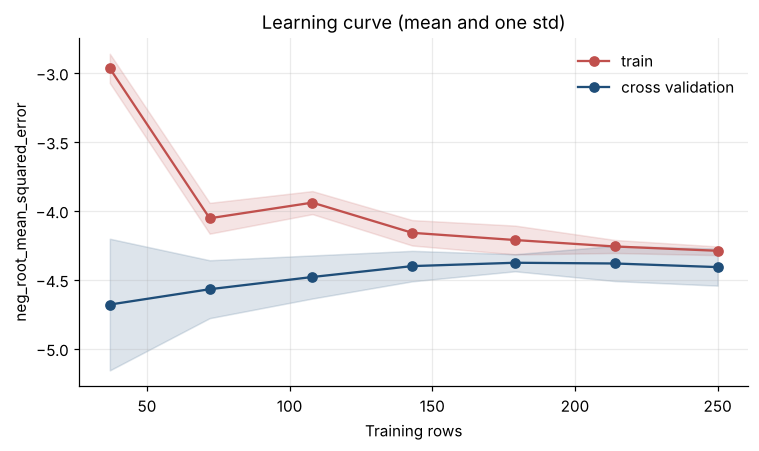 Learning curve (mean and one std)
train
cross validation
neg_root_mean_squared_error
−3.0
−3.5
−4.0
−4.5
−5.0
50
100
150
200
250
Training rows